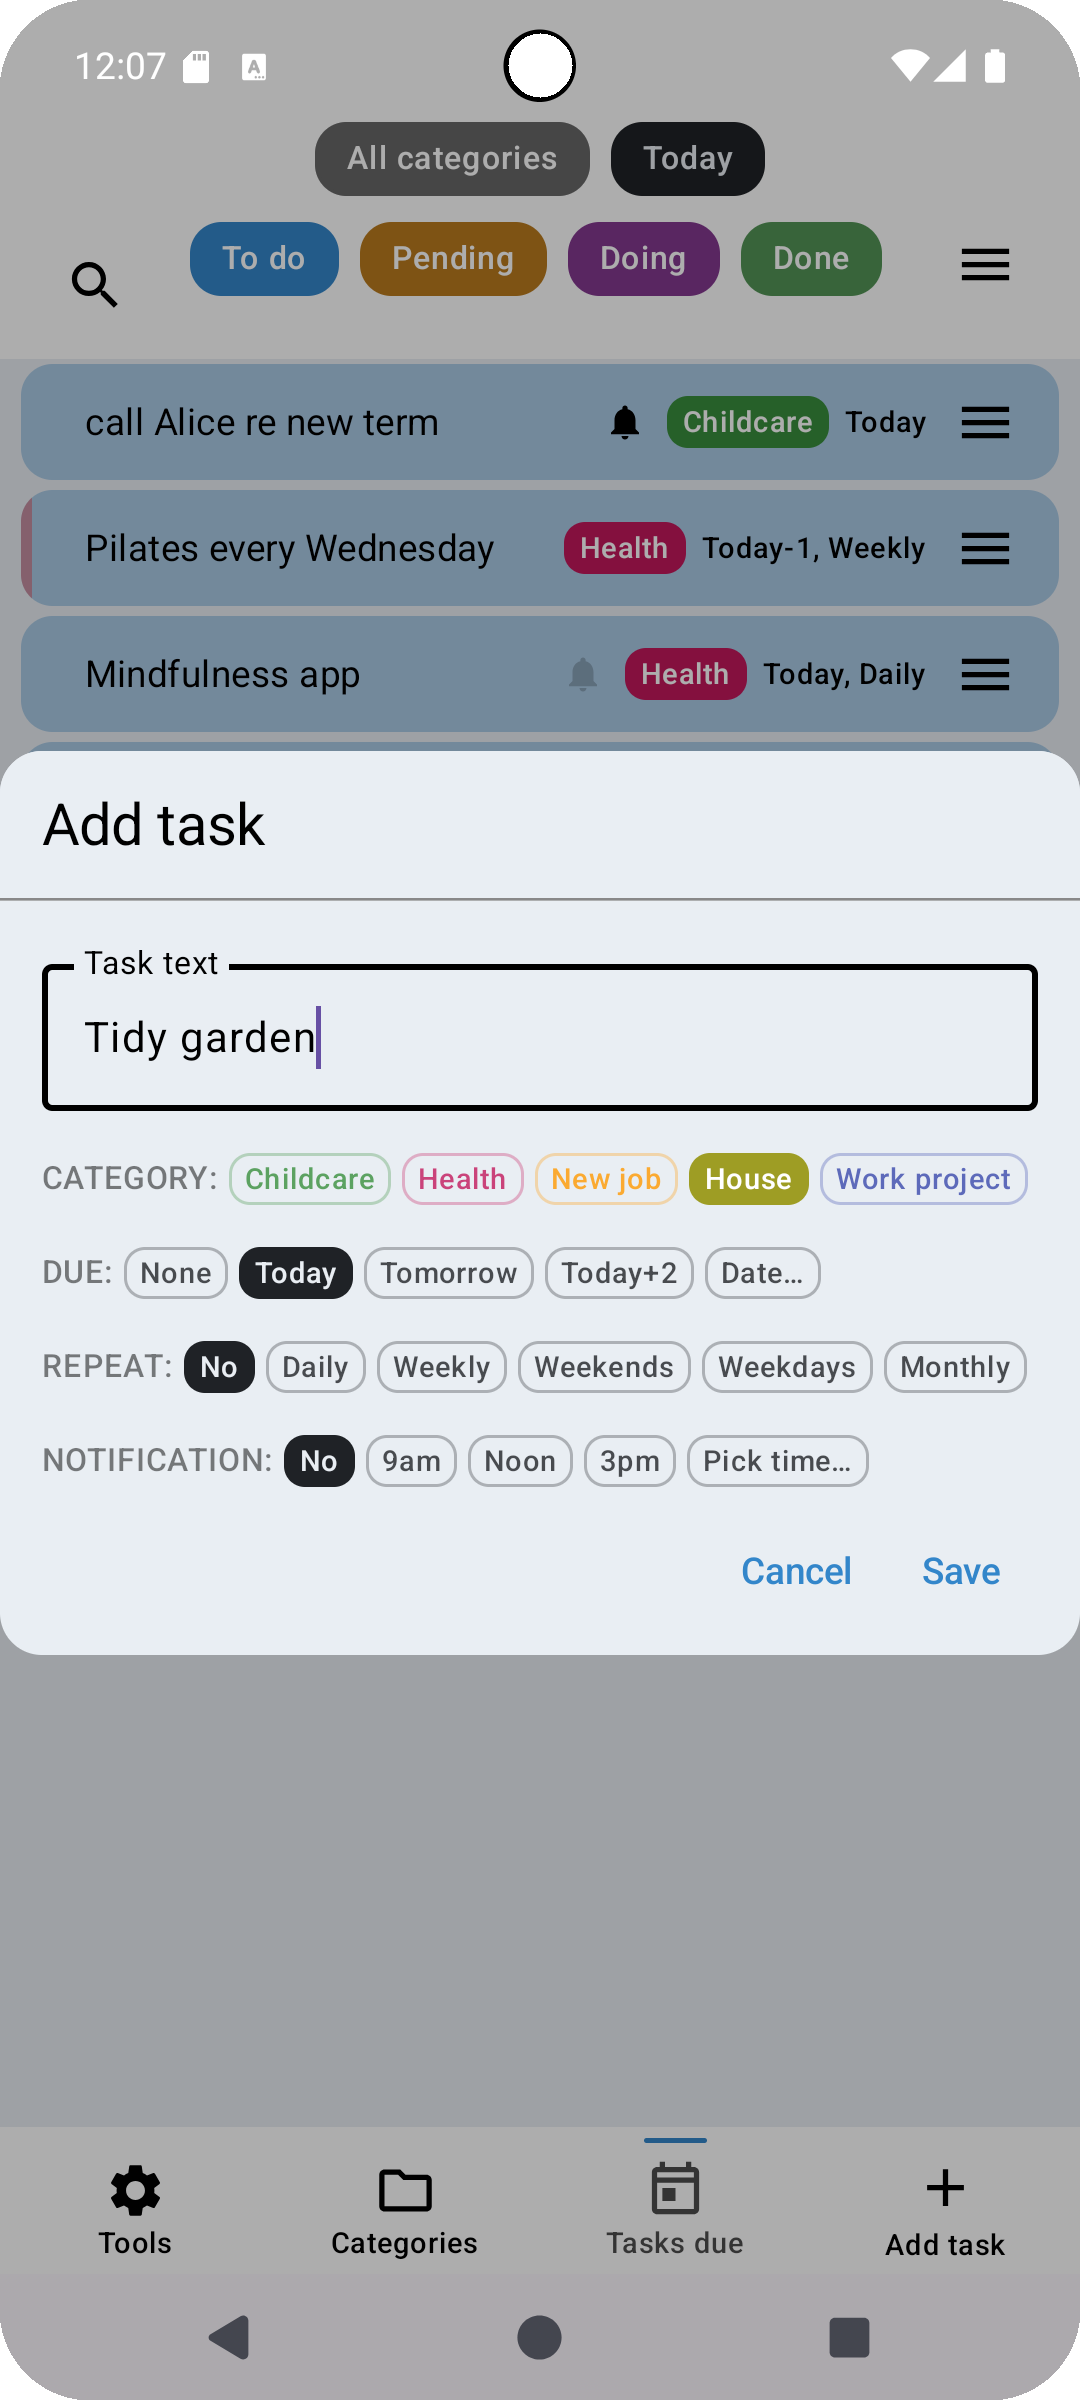 12:07
All categories Today
To do Pending Doing Done
call Alice re new term Childcare Today
Pilates every Wednesday Health Today-1, Weekly
Mindfulness app Health Today, Daily
Add task
Task text
Tidy garden
CATEGORY: Childcare Health New job House Work project
DUE: None Today Tomorrow Today+2 Date...
REPEAT: No Daily Weekly Weekends Weekdays Monthly
NOTIFICATION: No 9am Noon 3pm Pick time...
Cancel Save
Tools Categories Tasks due Add task